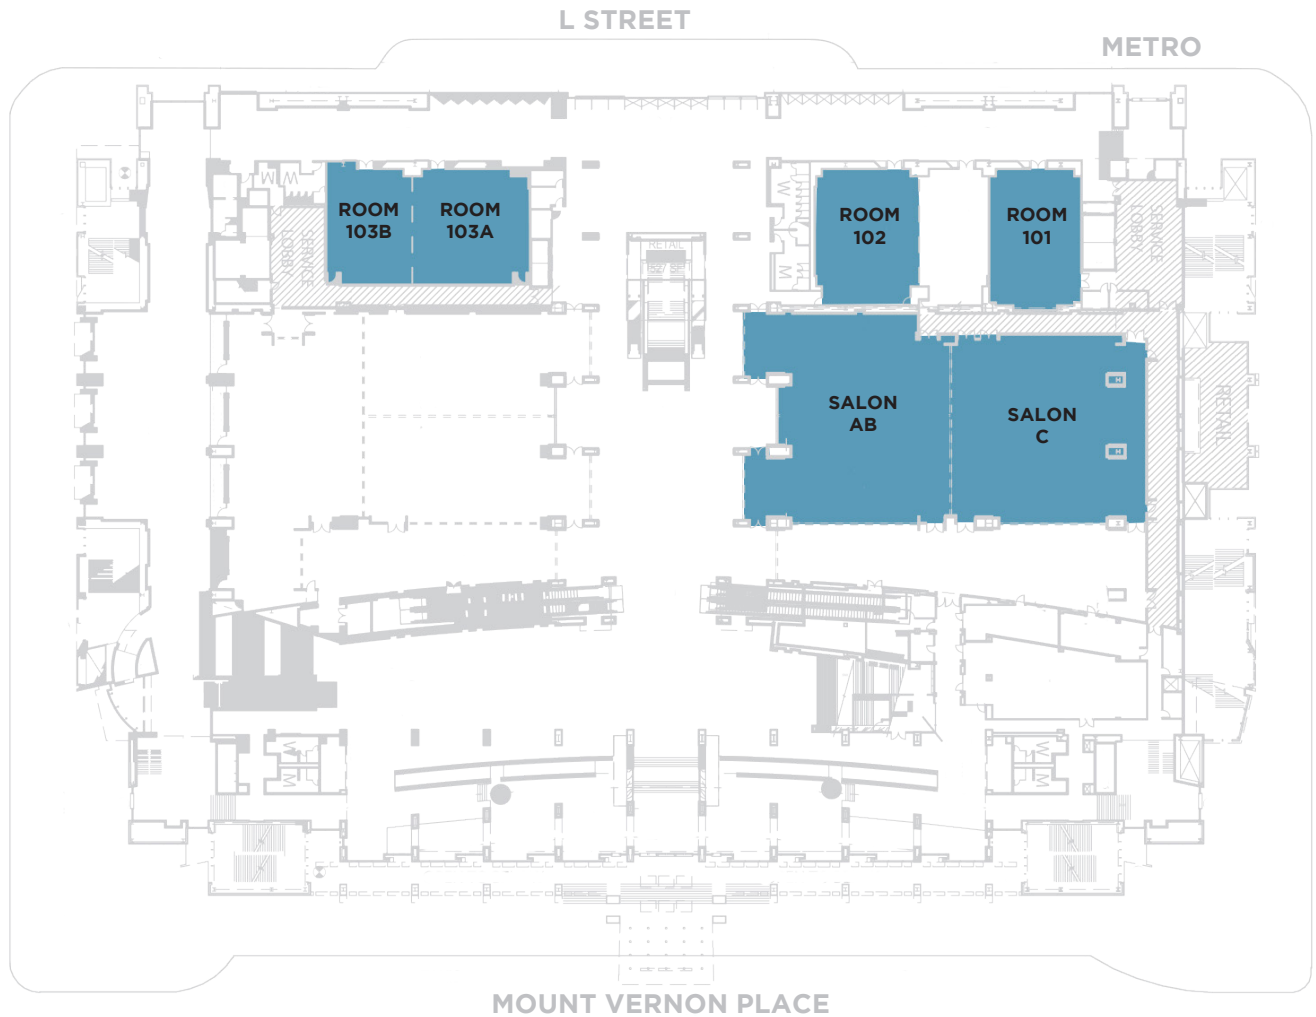 L STREET
METRO
ROOM
103B
ROOM
103A
ROOM
102
ROOM
101
SERVICE
LOBBY
SERVICE
LOBBY
RETAIL
SALON
AB
SALON
C
RETAIL
MOUNT VERNON PLACE